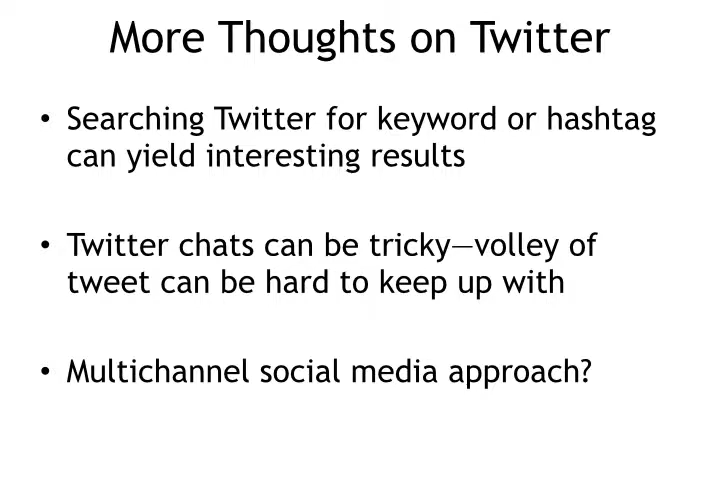 More Thoughts on Twitter
• Searching Twitter for keyword or hashtag
can yield interesting results
• Twitter chats can be tricky—volley of
tweet can be hard to keep up with
• Multichannel social media approach?